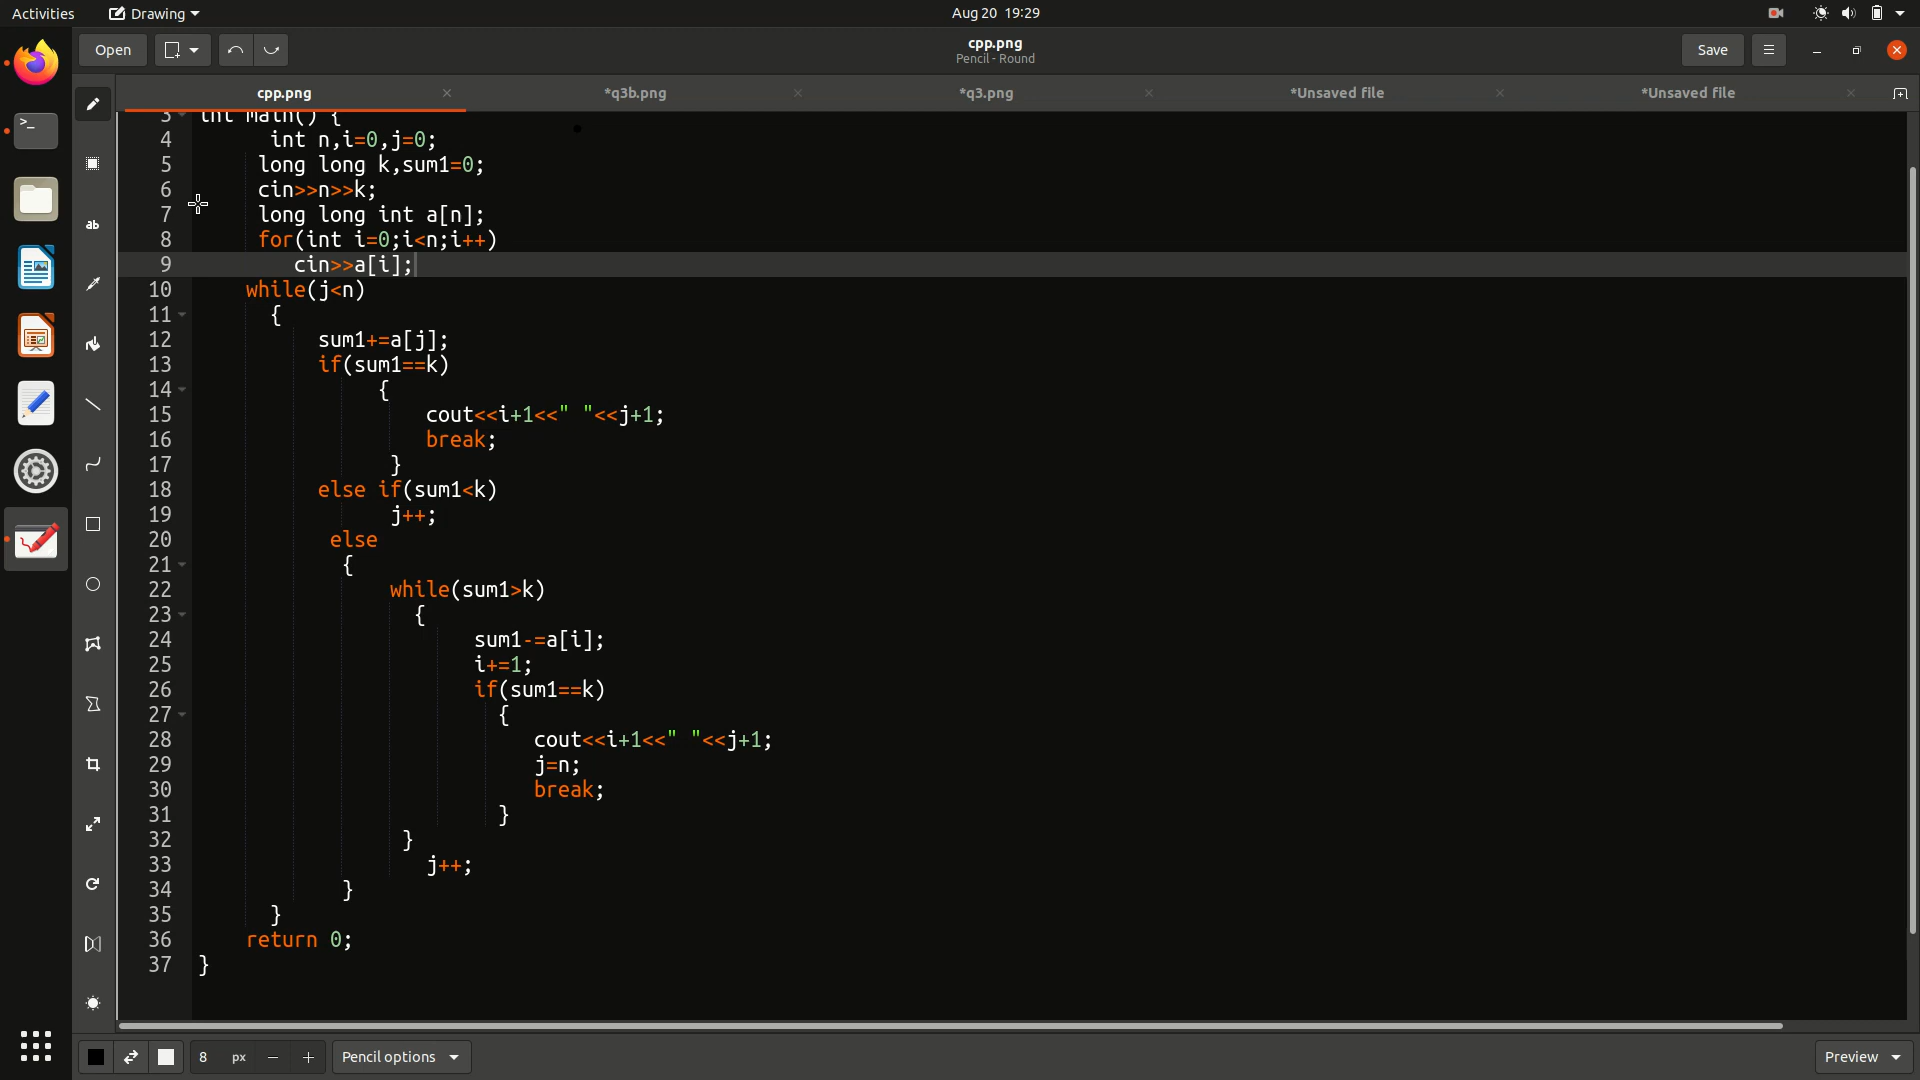 Activities
Drawing
Aug 20 19:29
Open
cpp.png
Pencil - Round
Save
cpp.png
*q3b.png
*q3.png
*Unsaved file
*Unsaved file
3 int main() {
4 int n,i=0,j=0;
5 long long k,sum1=0;
6 cin>>n>>k;
7 long long int a[n];
8 for(int i=0;i<n;i++)
9 cin>>a[i];
10 while(j<n)
11 {
12 sum1+=a[j];
13 if(sum1==k)
14 {
15 cout<<i+1<<" "<<j+1;
16 break;
17 }
18 else if(sum1<k)
19 j++;
20 else
21 {
22 while(sum1>k)
23 {
24 sum1-=a[i];
25 i+=1;
26 if(sum1==k)
27 {
28 cout<<i+1<<" "<<j+1;
29 j=n;
30 break;
31 }
32 }
33 j++;
34 }
35 }
36 return 0;
37 }
8 px − +
Pencil options
Preview